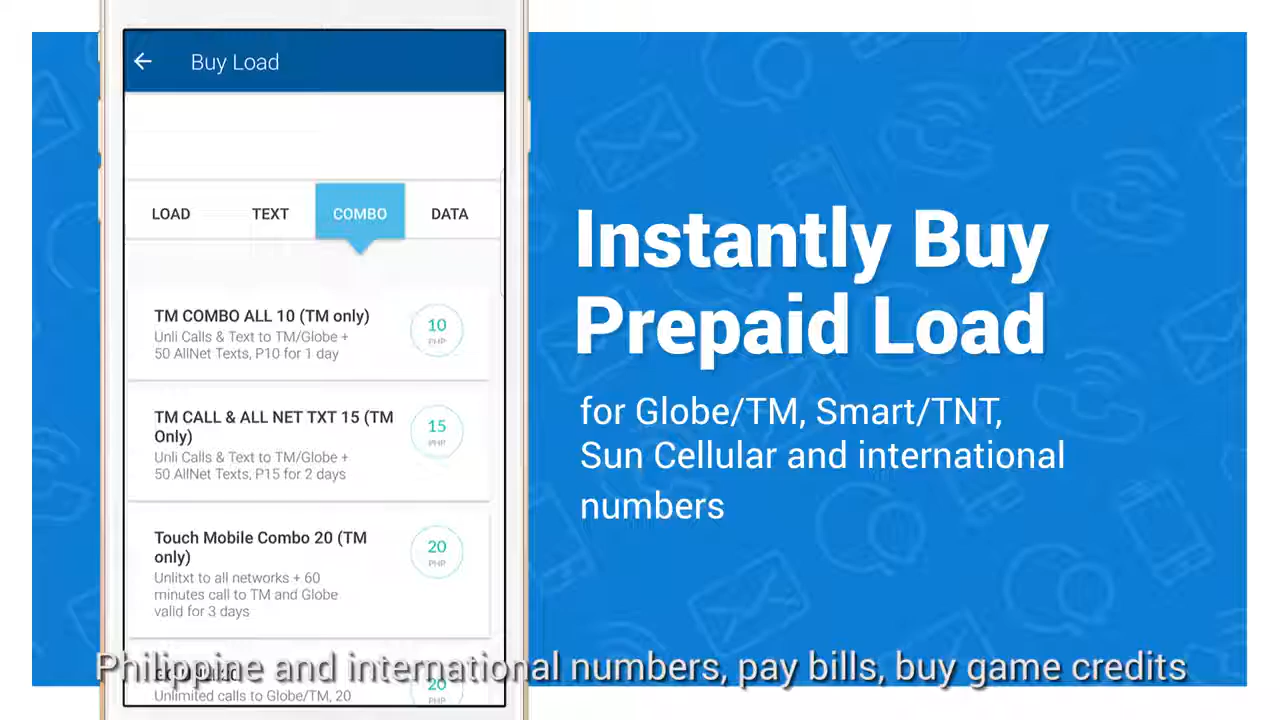 Buy Load
LOAD TEXT COMBO DATA
TM COMBO ALL 10 (TM only)
Unli Calls & Text to TM/Globe +
50 AllNet Texts, P10 for 1 day
10
PHP
TM CALL & ALL NET TXT 15 (TM
Only)
Unli Calls & Text to TM/Globe +
50 AllNet Texts, P15 for 2 days
15
PHP
Touch Mobile Combo 20 (TM
only)
Unlitxt to all networks + 60
minutes call to TM and Globe
valid for 3 days
20
PHP
Unlimited calls to Globe/TM, 20
20
PHP
Instantly Buy
Prepaid Load
for Globe/TM, Smart/TNT,
Sun Cellular and international
numbers
Philippine and international numbers, pay bills, buy game credits